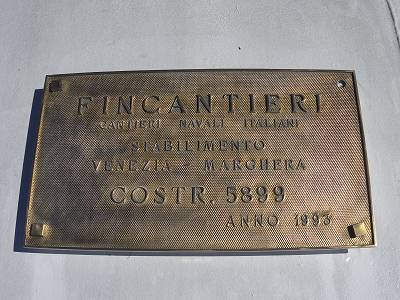 FINCANTIERI
CANTIERI NAVALI ITALIANI
STABILIMENTO
VENEZIA - MARGHERA
COSTR. 5899
ANNO 1993